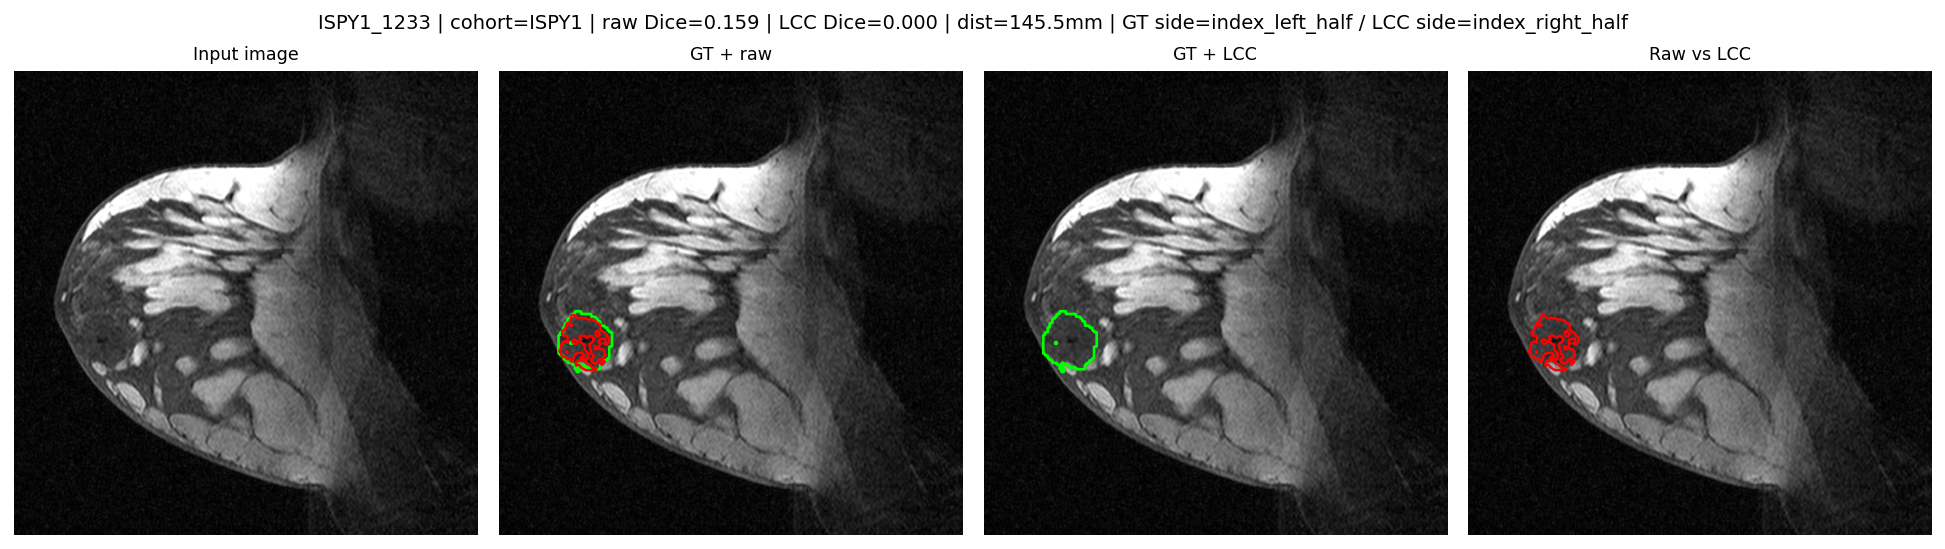 ISPY1_1233 | cohort=ISPY1 | raw Dice=0.159 | LCC Dice=0.000 | dist=145.5mm | GT side=index_left_half / LCC side=index_right_half
Input image
GT + raw
GT + LCC
Raw vs LCC